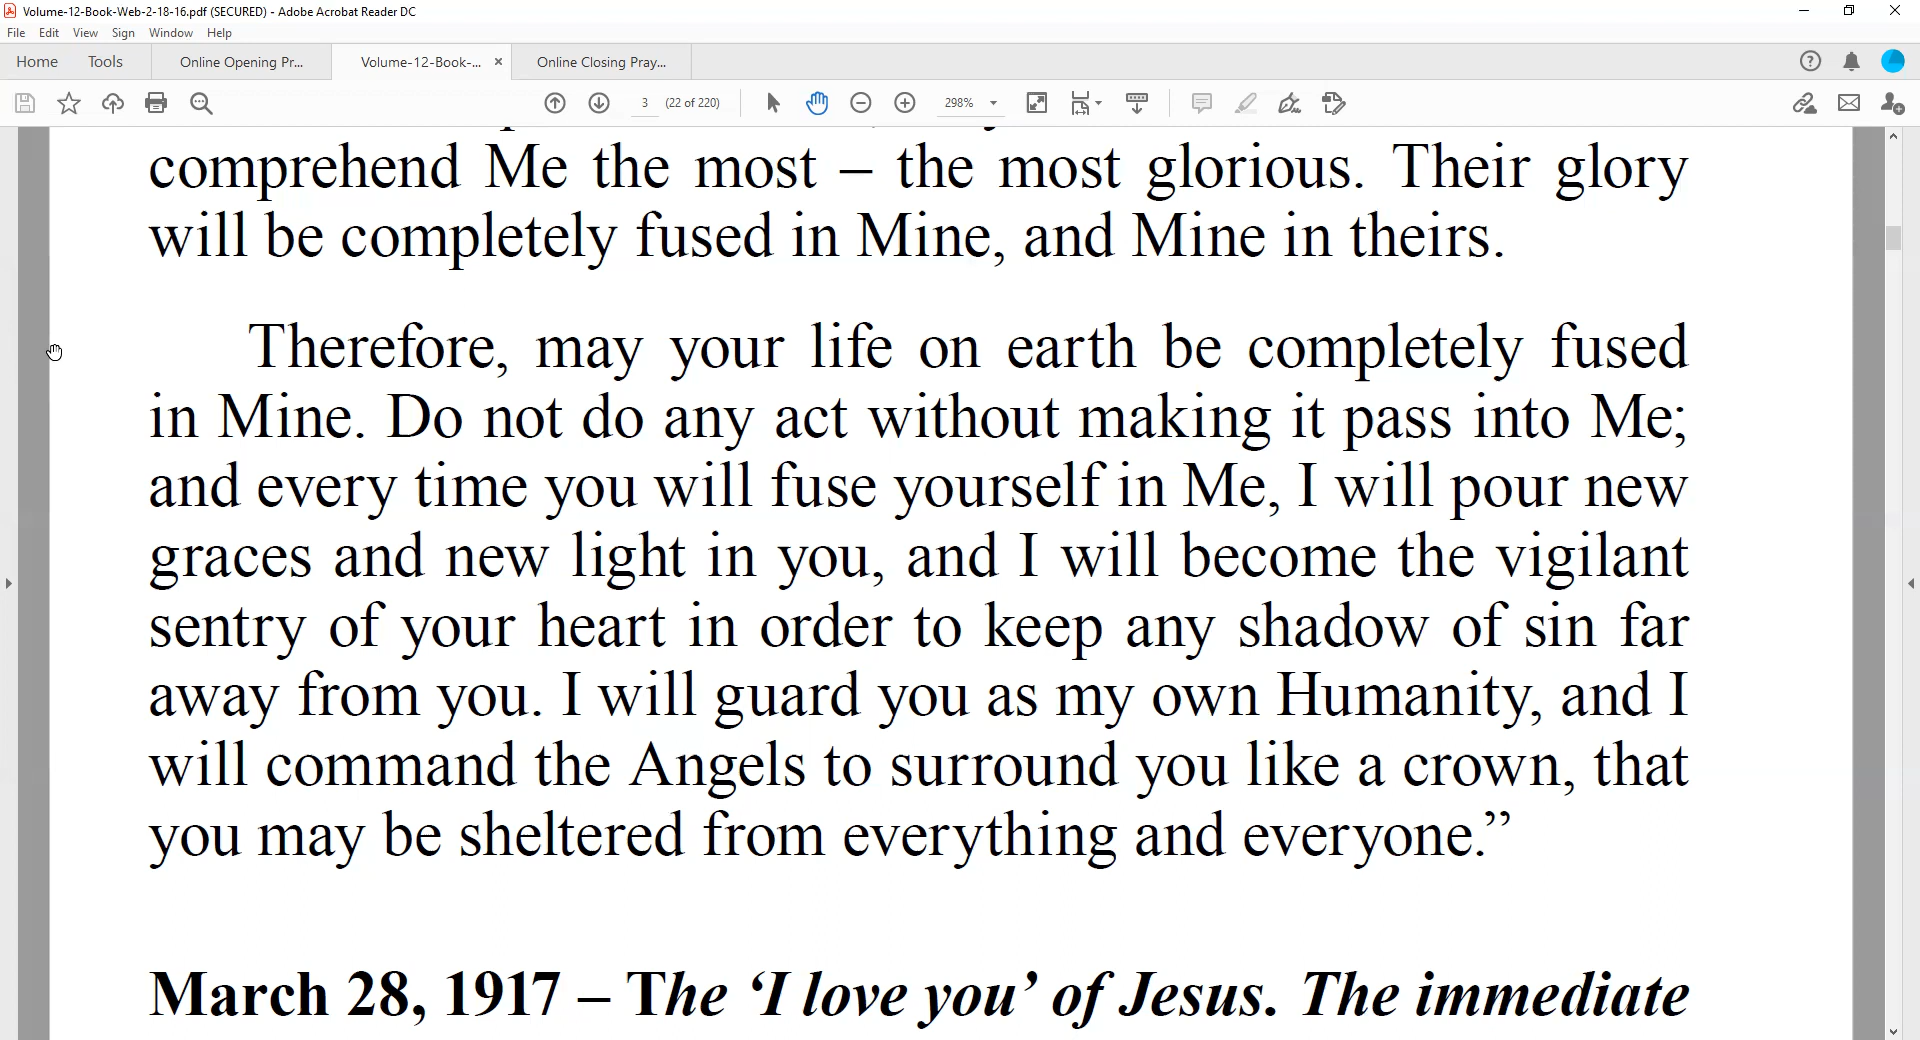 Volume-12-Book-Web-2-18-16.pdf (SECURED) - Adobe Acrobat Reader DC
File Edit View Sign Window Help
Home Tools Online Opening Pr... Volume-12-Book-... × Online Closing Pray...
3 (22 of 220) 298%
comprehend Me the most – the most glorious. Their glory
will be completely fused in Mine, and Mine in theirs.
Therefore, may your life on earth be completely fused
in Mine. Do not do any act without making it pass into Me;
and every time you will fuse yourself in Me, I will pour new
graces and new light in you, and I will become the vigilant
sentry of your heart in order to keep any shadow of sin far
away from you. I will guard you as my own Humanity, and I
will command the Angels to surround you like a crown, that
you may be sheltered from everything and everyone.”
March 28, 1917 – The ‘I love you’ of Jesus. The immediate